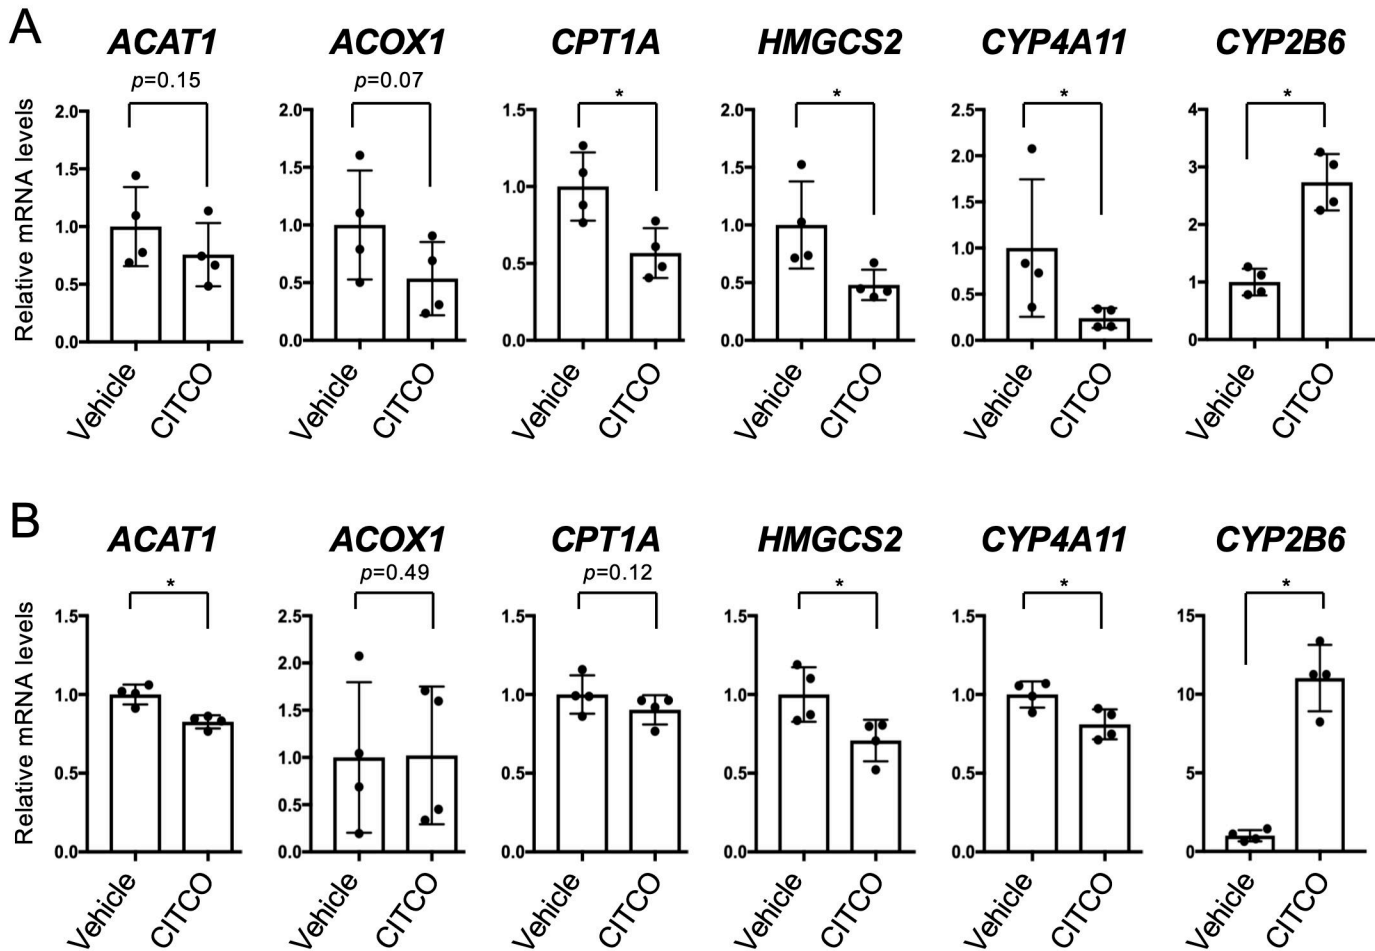 A
ACAT1 ACOX1 CPT1A HMGCS2 CYP4A11 CYP2B6
p=0.15 p=0.07 * * * *
Relative mRNA levels
2.0 2.0 1.5 2.0 2.5 4
1.5 1.5 1.0 1.5 2.0 3
1.0 1.0 0.5 1.0 1.5 2
0.5 0.5 0.0 0.5 1.0 1
0.0 0.0 0.0 0.5 0
0.0
Vehicle CITCO Vehicle CITCO Vehicle CITCO Vehicle CITCO Vehicle CITCO Vehicle CITCO
B
ACAT1 ACOX1 CPT1A HMGCS2 CYP4A11 CYP2B6
* p=0.49 p=0.12 * * *
Relative mRNA levels
1.5 2.5 1.5 1.5 1.5 15
1.0 2.0 1.0 1.0 1.0 10
0.5 1.5 0.5 0.5 0.5 5
0.0 1.0 0.0 0.0 0.0 0
0.5
0.0
Vehicle CITCO Vehicle CITCO Vehicle CITCO Vehicle CITCO Vehicle CITCO Vehicle CITCO